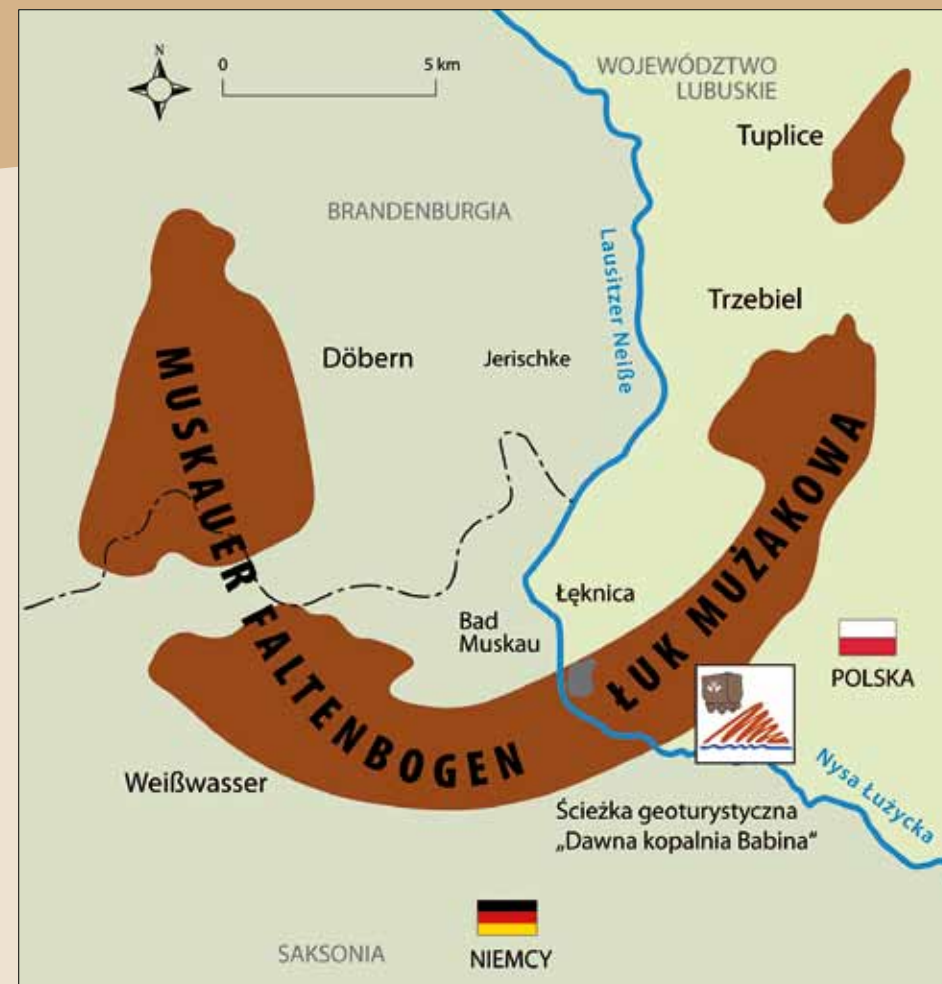 N
0 5 km
WOJEWÓDZTWO
LUBUSKIE
Tuplice
BRANDENBURGIA
Lausitzer Neiße
Trzebiel
Döbern
Jerischke
MUSKAUER FALTENBOGEN
ŁUK MUŻAKOWA
Łęknica
Bad
Muskau
POLSKA
Weißwasser
Nysa Łużycka
Ścieżka geoturystyczna
„Dawna kopalnia Babina“
SAKSONIA
NIEMCY